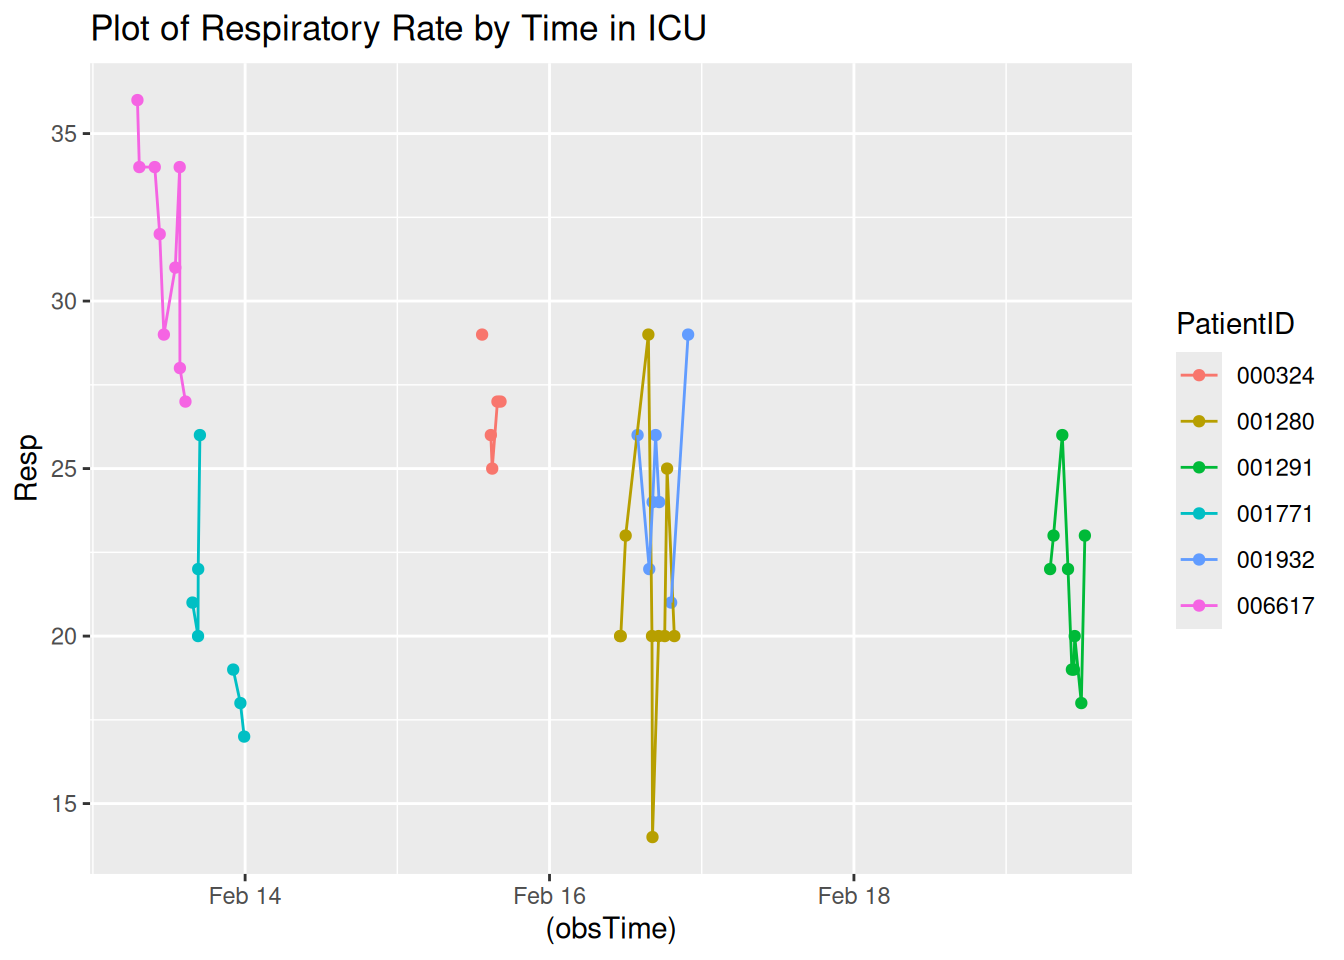 Plot of Respiratory Rate by Time in ICU
35
30
25
20
15
Resp
Feb 14
Feb 16
Feb 18
(obsTime)
PatientID
000324
001280
001291
001771
001932
006617